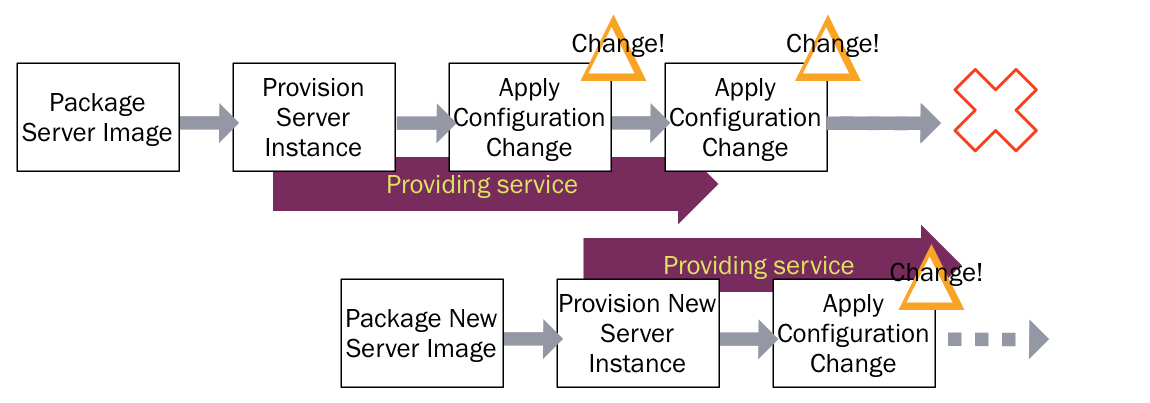 Change!
Change!
Package
Server Image
Provision
Server
Instance
Apply
Configuration
Change
Apply
Configuration
Change
Providing service
Providing service
Change!
Package New
Server Image
Provision New
Server
Instance
Apply
Configuration
Change